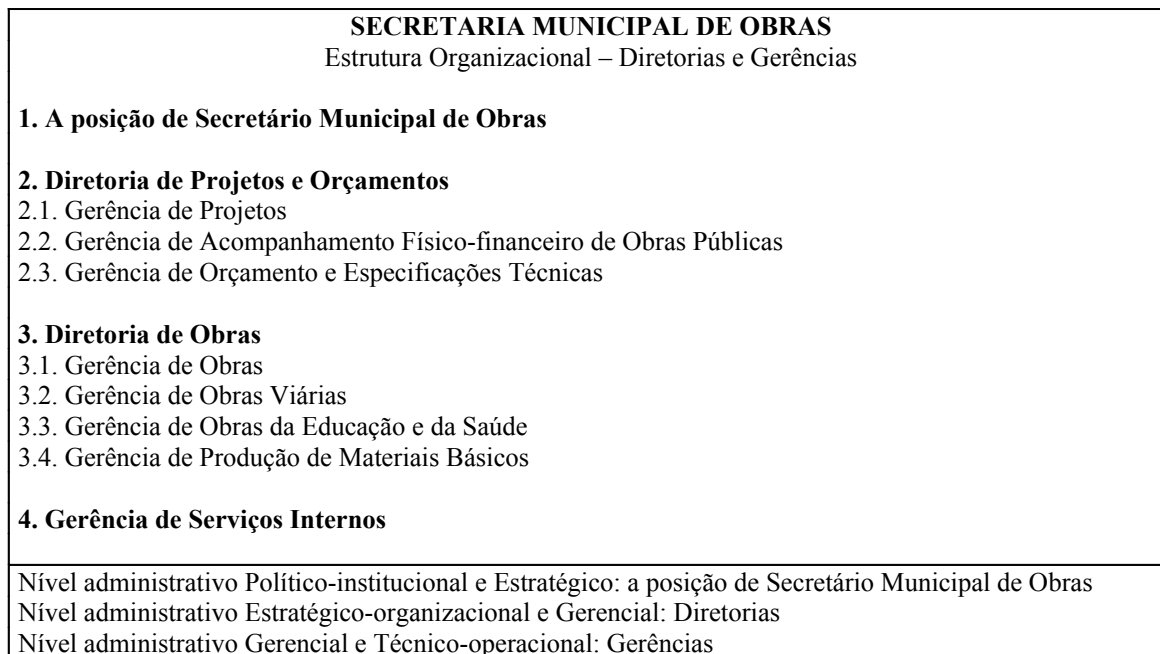 SECRETARIA MUNICIPAL DE OBRAS
Estrutura Organizacional – Diretorias e Gerências
1. A posição de Secretário Municipal de Obras
2. Diretoria de Projetos e Orçamentos
2.1. Gerência de Projetos
2.2. Gerência de Acompanhamento Físico-financeiro de Obras Públicas
2.3. Gerência de Orçamento e Especificações Técnicas
3. Diretoria de Obras
3.1. Gerência de Obras
3.2. Gerência de Obras Viárias
3.3. Gerência de Obras da Educação e da Saúde
3.4. Gerência de Produção de Materiais Básicos
4. Gerência de Serviços Internos
Nível administrativo Político-institucional e Estratégico: a posição de Secretário Municipal de Obras
Nível administrativo Estratégico-organizacional e Gerencial: Diretorias
Nível administrativo Gerencial e Técnico-operacional: Gerências